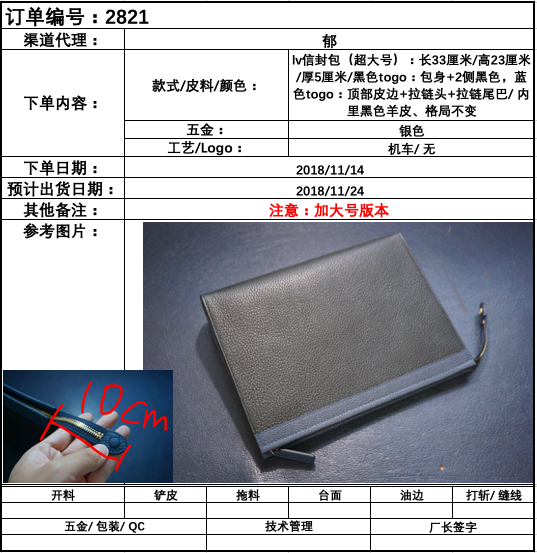 订单编号：2821
渠道代理：
郁
下单内容：
款式/皮料/颜色：
lv信封包（超大号）：长33厘米/高23厘米
/厚5厘米/黑色togo：包身+2侧黑色，蓝
色togo：顶部皮边+拉链头+拉链尾巴/ 内
里黑色羊皮、格局不变
五金：
银色
工艺/Logo：
机车/ 无
下单日期：
2018/11/14
预计出货日期：
2018/11/24
其他备注：
注意：加大号版本
参考图片：
10cm
开料
铲皮
拖料
台面
油边
打斩/ 缝线
五金/ 包装/ QC
技术管理
厂长签字